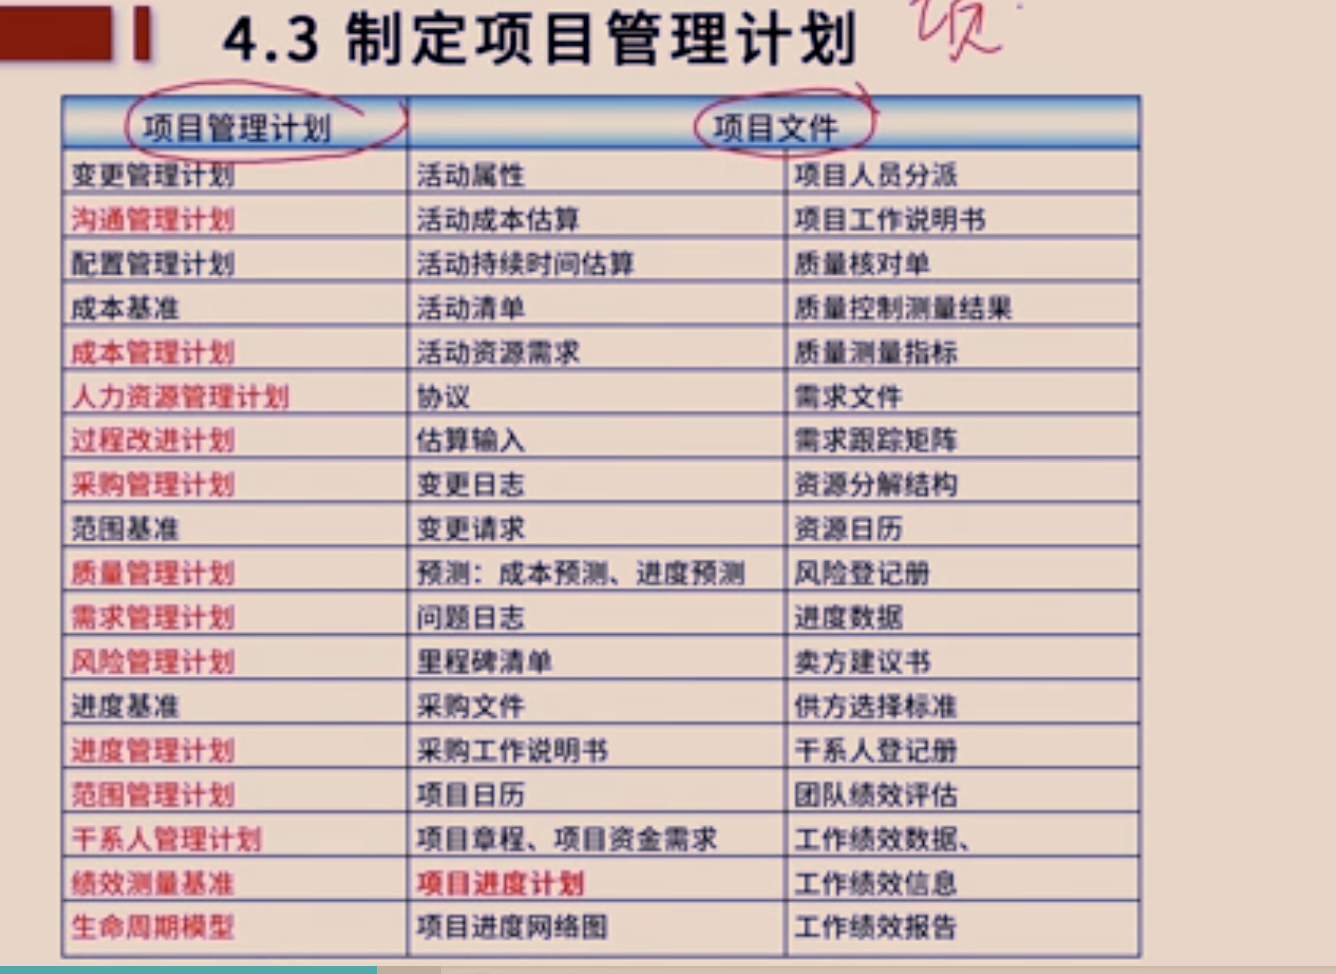 4.3 制定项目管理计划
项
项目管理计划 项目文件
变更管理计划 活动属性 项目人员分派
沟通管理计划 活动成本估算 项目工作说明书
配置管理计划 活动持续时间估算 质量核对单
成本基准 活动清单 质量控制测量结果
成本管理计划 活动资源需求 质量测量指标
人力资源管理计划 协议 需求文件
过程改进计划 估算输入 需求跟踪矩阵
采购管理计划 变更日志 资源分解结构
范围基准 变更请求 资源日历
质量管理计划 预测：成本预测、进度预测 风险登记册
需求管理计划 问题日志 进度数据
风险管理计划 里程碑清单 卖方建议书
进度基准 采购文件 供方选择标准
进度管理计划 采购工作说明书 干系人登记册
范围管理计划 项目日历 团队绩效评估
干系人管理计划 项目章程、项目资金需求 工作绩效数据、
绩效测量基准 项目进度计划 工作绩效信息
生命周期模型 项目进度网络图 工作绩效报告